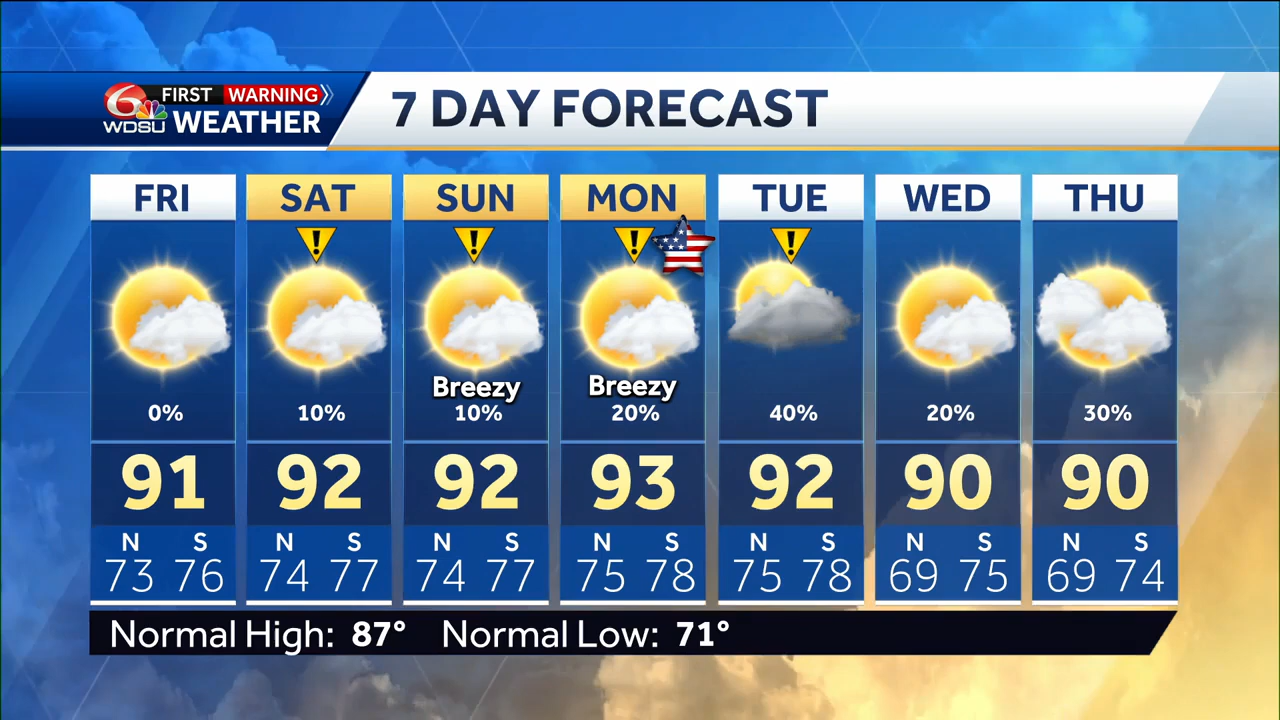 6 FIRST WARNING
WDSU WEATHER
7 DAY FORECAST
FRI SAT SUN MON TUE WED THU
! ! ! !
Breezy Breezy
0% 10% 10% 20% 40% 20% 30%
91 92 92 93 92 90 90
N S N S N S N S N S N S N S
73 76 74 77 74 77 75 78 75 78 69 75 69 74
Normal High: 87° Normal Low: 71°